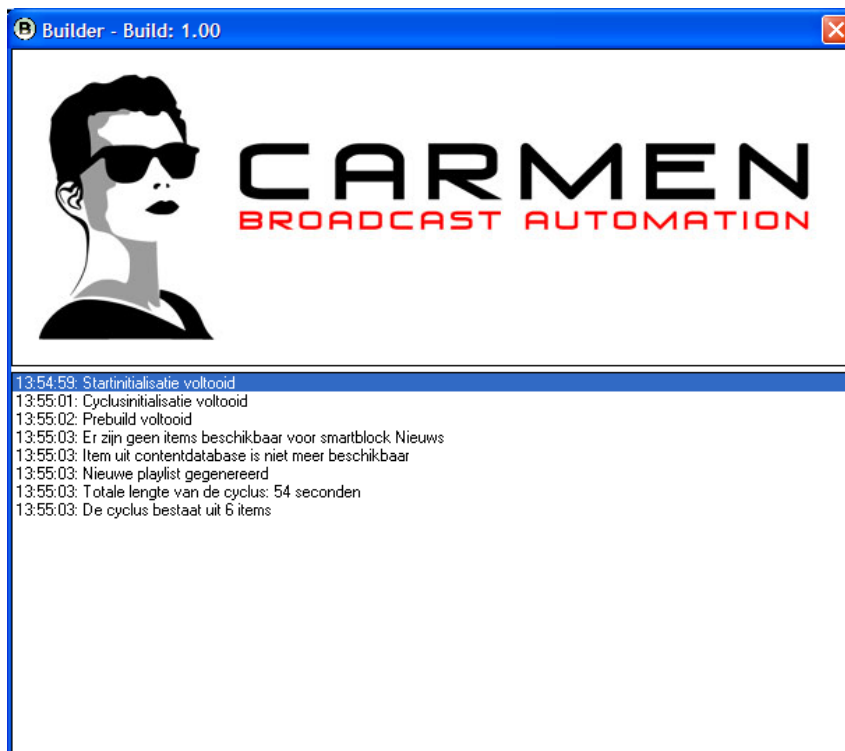 B Builder - Build: 1.00
CARMEN
BROADCAST AUTOMATION
13:54:59: Startinitialisatie voltooid
13:55:01: Cyclusinitialisatie voltooid
13:55:02: Prebuild voltooid
13:55:03: Er zijn geen items beschikbaar voor smartblock Nieuws
13:55:03: Item uit contentdatabase is niet meer beschikbaar
13:55:03: Nieuwe playlist gegenereerd
13:55:03: Totale lengte van de cyclus: 54 seconden
13:55:03: De cyclus bestaat uit 6 items